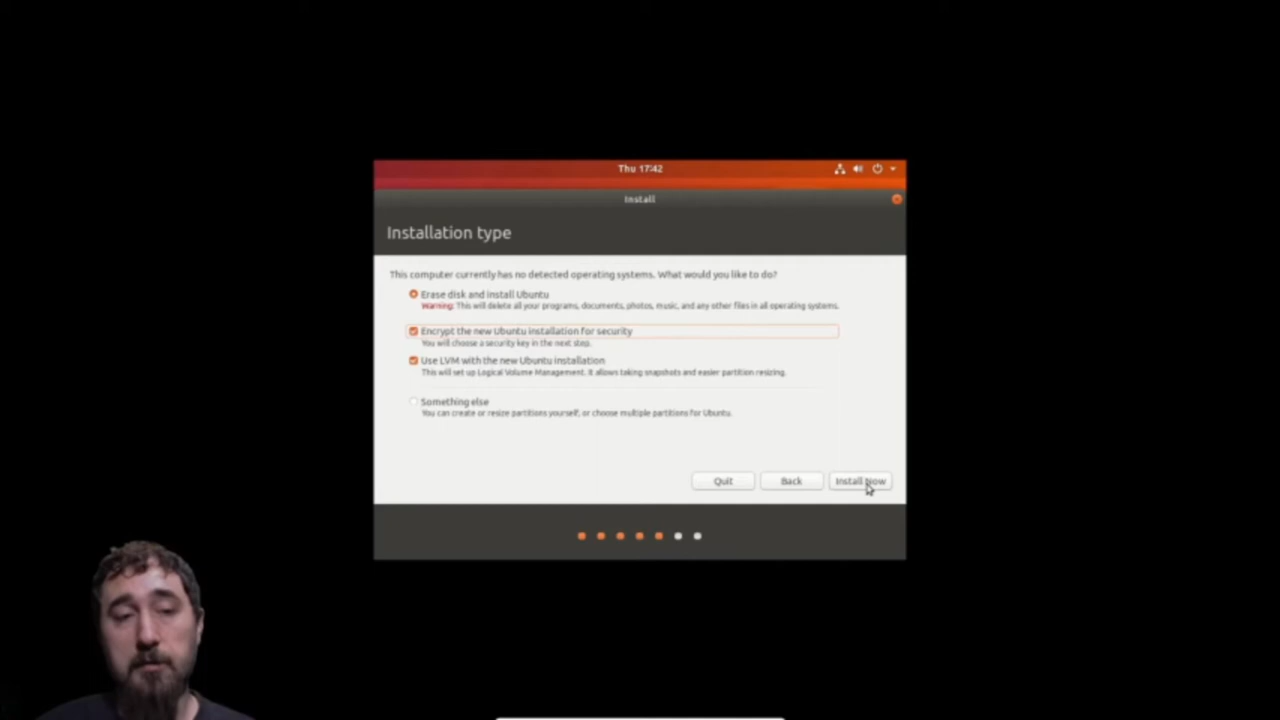 Thu 17:42
Install
Installation type
This computer currently has no detected operating systems. What would you like to do?
Erase disk and install Ubuntu
Warning: This will delete all your programs, documents, photos, music, and any other files in all operating systems.
Encrypt the new Ubuntu installation for security
You will choose a security key in the next step.
Use LVM with the new Ubuntu installation
This will set up Logical Volume Management. It allows taking snapshots and easier partition resizing.
Something else
You can create or resize partitions yourself, or choose multiple partitions for Ubuntu.
Quit Back Install Now